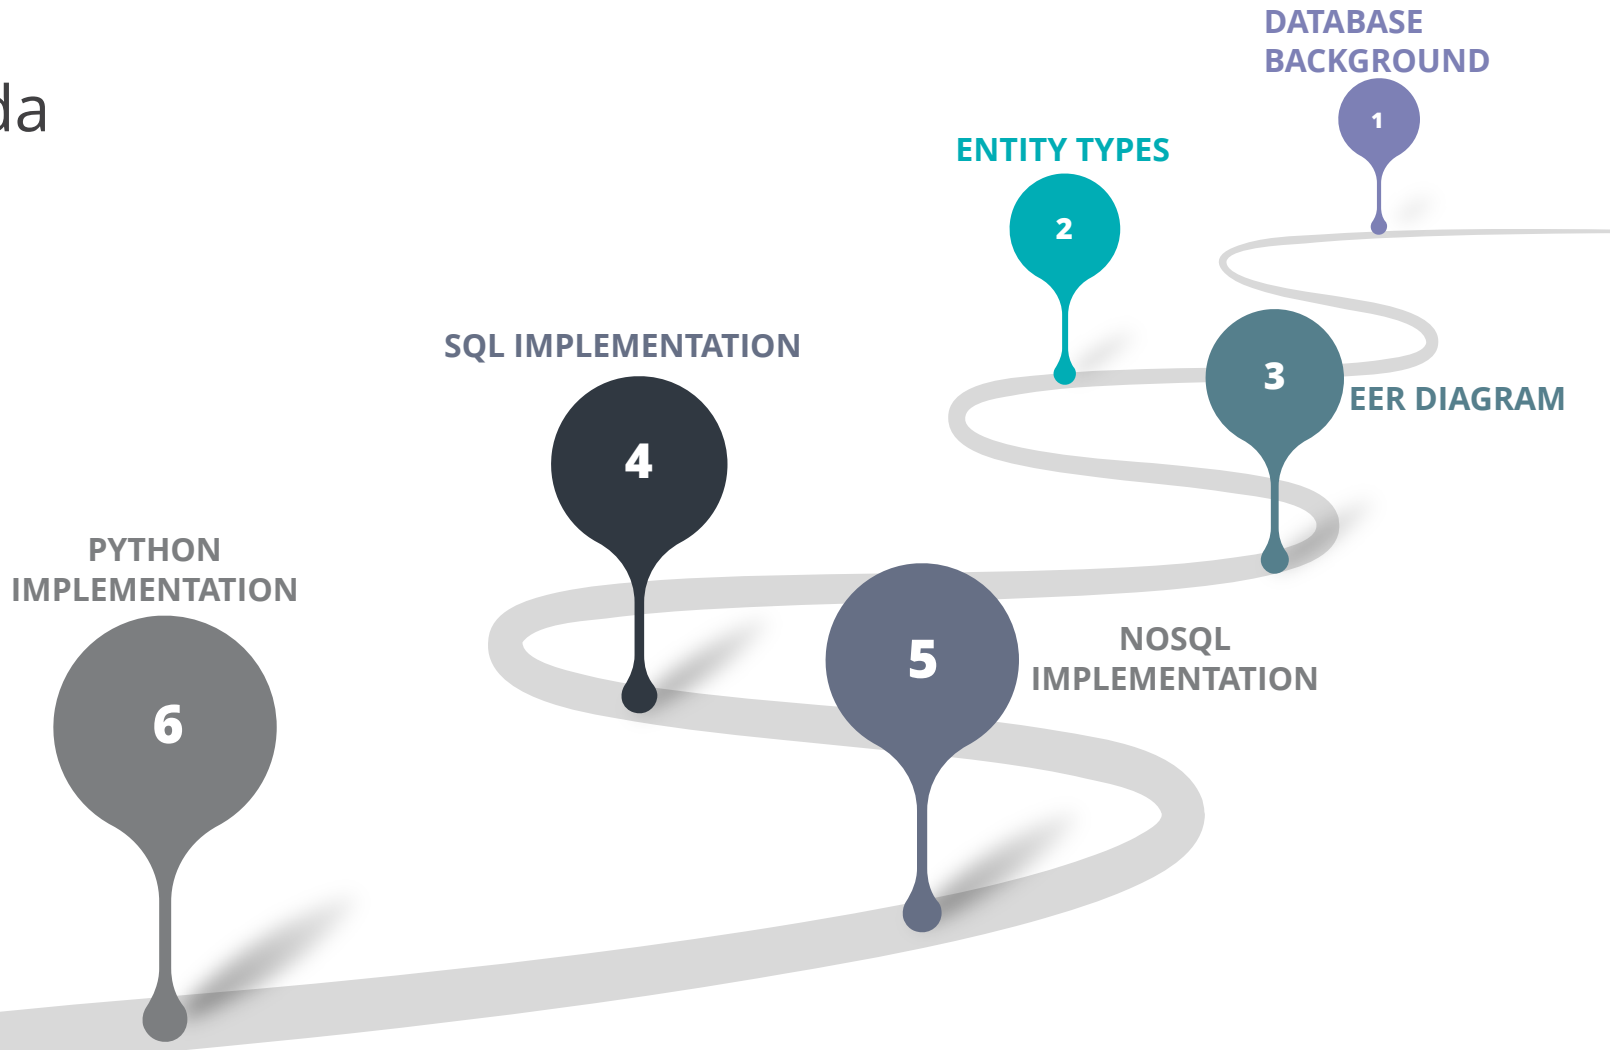 da
DATABASE
BACKGROUND
1
ENTITY TYPES
2
3
EER DIAGRAM
SQL IMPLEMENTATION
4
5
NOSQL
IMPLEMENTATION
PYTHON
IMPLEMENTATION
6